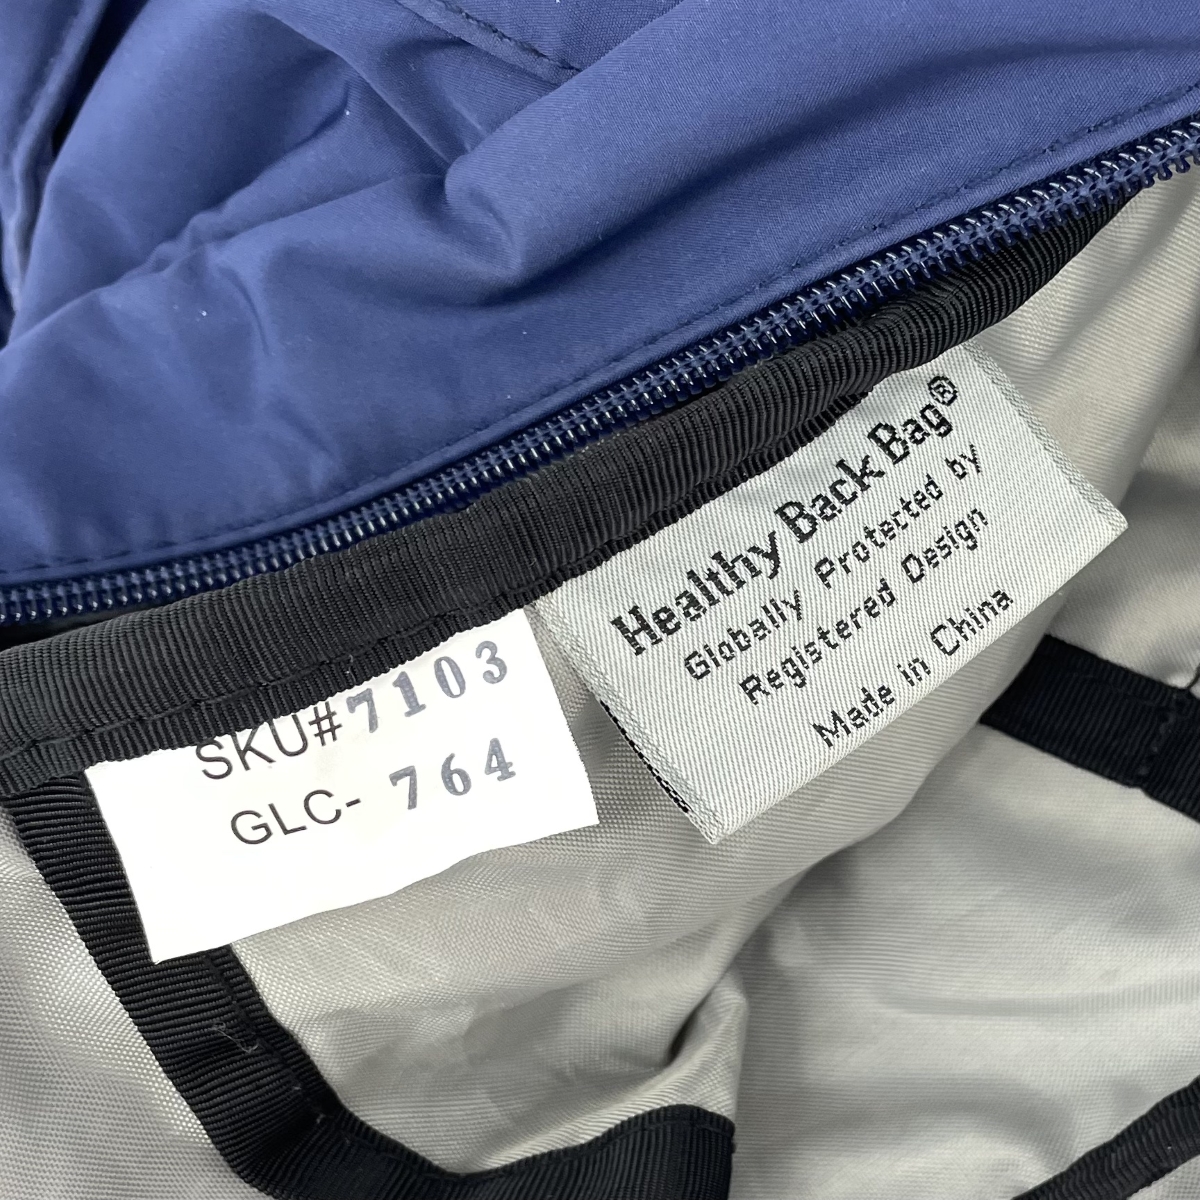 Healthy Back Bag®
Globally Protected by
Registered Design
Made in China
SKU#7103
GLC- 764